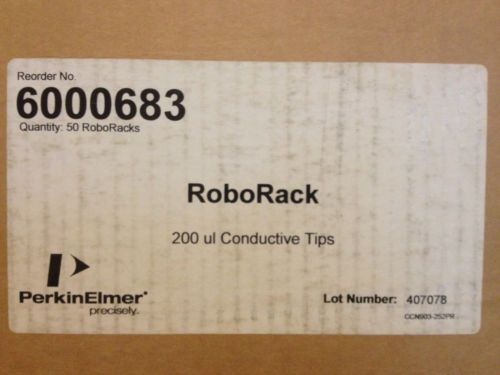 Reorder No.
6000683
Quantity: 50 RoboRacks
RoboRack
200 ul Conductive Tips
PerkinElmer
precisely.
Lot Number: 407078
CCN903-252PR